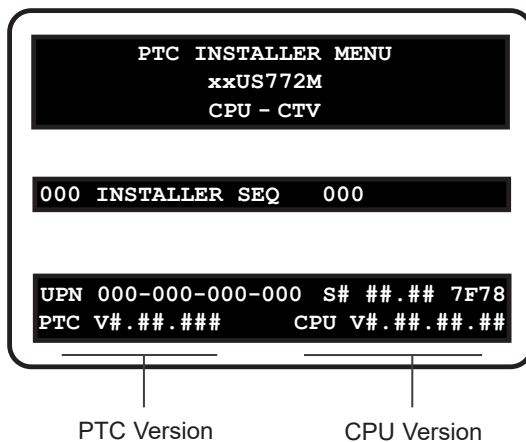 PTC INSTALLER MENU
xxUS772M
CPU – CTV
000 INSTALLER SEQ 000
UPN 000-000-000-000 S# ##.## 7F78
PTC V#.##.### CPU V#.##.##.##
PTC Version CPU Version